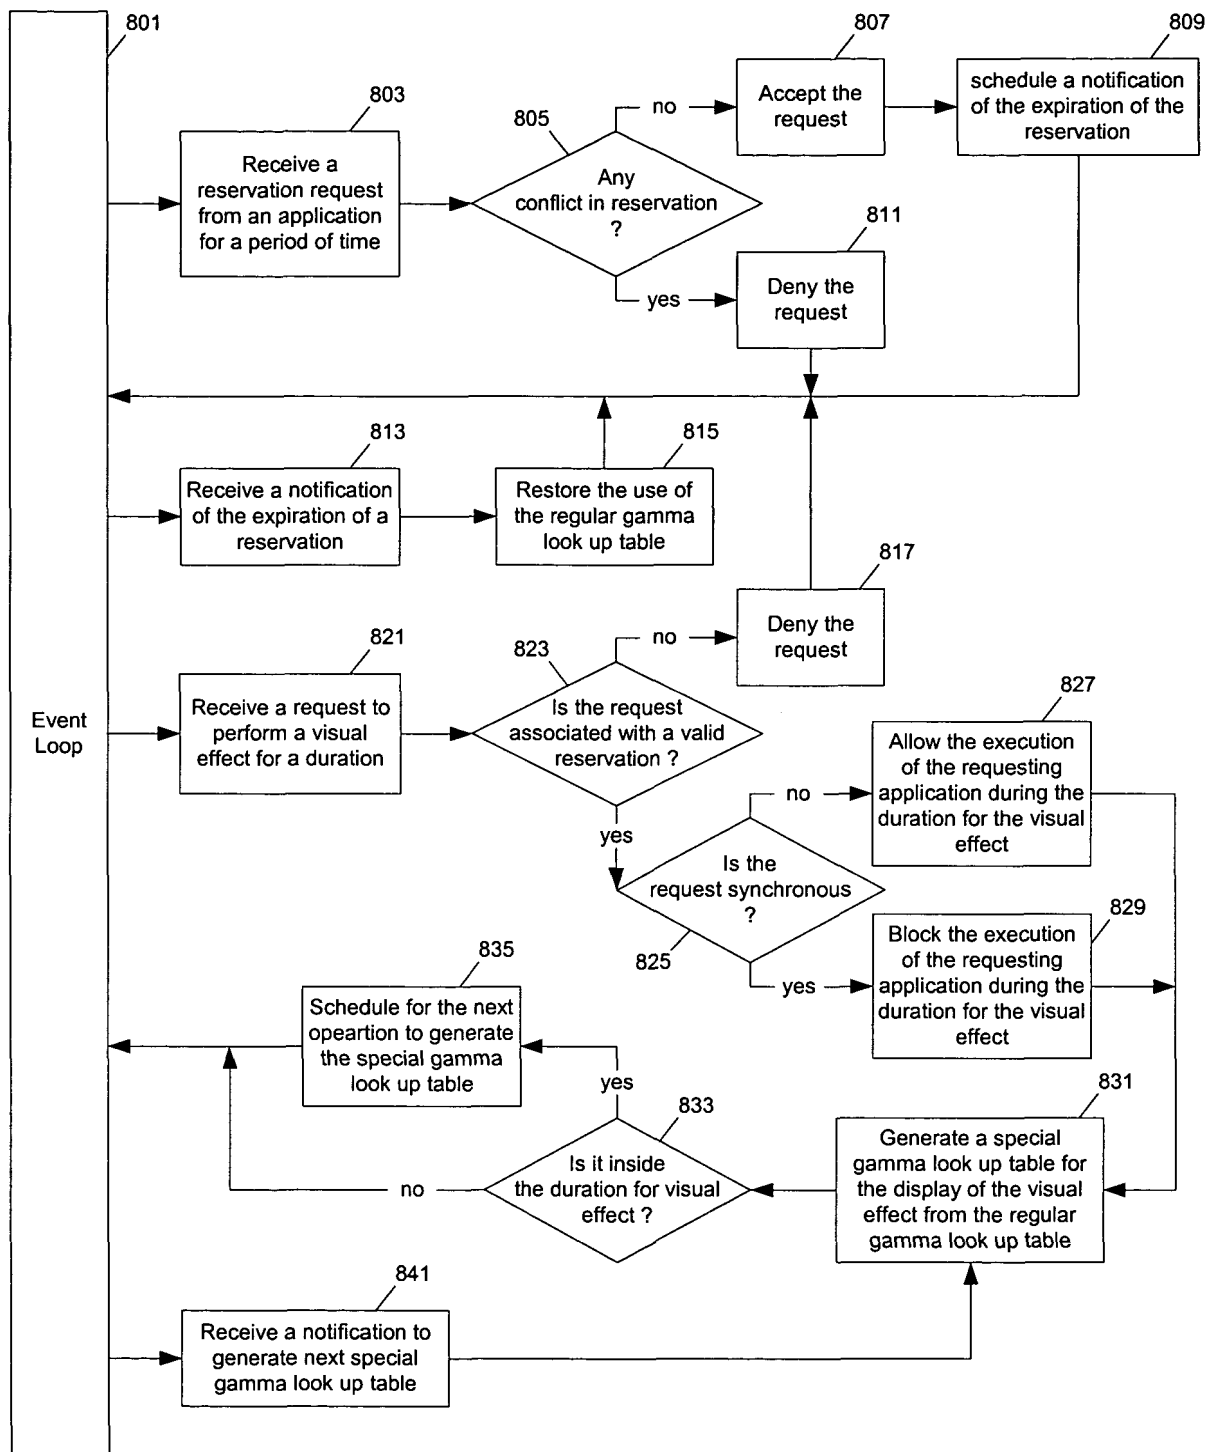 801
803
Receive a
reservation request
from an application
for a period of time
805
Any
conflict in reservation
?
no
807
Accept the
request
809
schedule a notification
of the expiration of the
reservation
yes
811
Deny the
request
813
Receive a notification
of the expiration of a
reservation
815
Restore the use of
the regular gamma
look up table
817
Deny the
request
821
Receive a request to
perform a visual
effect for a duration
823
Is the request
associated with a valid
reservation ?
no
yes
Event
Loop
825
Is the
request synchronous
?
no
827
Allow the execution
of the requesting
application during the
duration for the visual
effect
yes
829
Block the execution
of the requesting
application during the
duration for the visual
effect
831
Generate a special
gamma look up table for
the display of the visual
effect from the regular
gamma look up table
833
Is it inside
the duration for visual
effect ?
yes
no
835
Schedule for the next
opeartion to generate
the special gamma
look up table
841
Receive a notification to
generate next special
gamma look up table